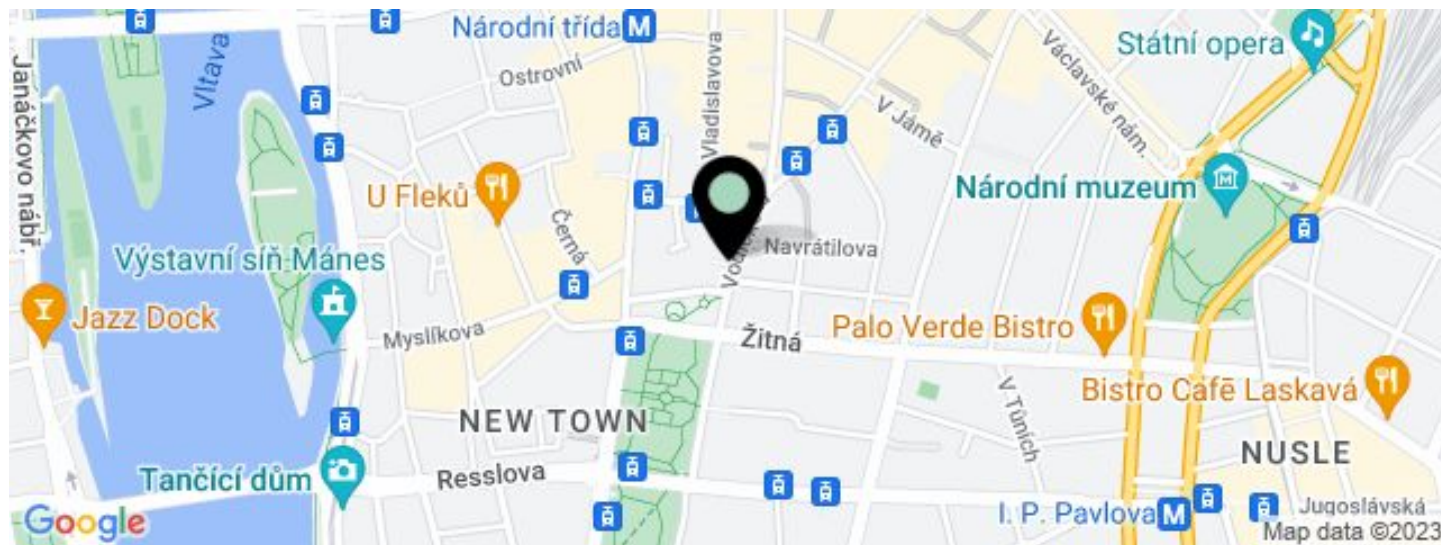 Národní třída
M
Státní opera
Janáčkovo nábř.
Vltava
Ostrovní
Vladislavova
V Jámě
Václavské nám.
U Fleků
Černá
Národní muzeum
M
Výstavní síň Mánes
Navrátilova
Jazz Dock
Myslíkova
Žitná
Palo Verde Bistro
V Tůních
Bistro Café Laskavá
NEW TOWN
NUSLE
Tančící dům
Resslova
I. P. Pavlova
M
Jugoslávská
Google
Map data ©2023